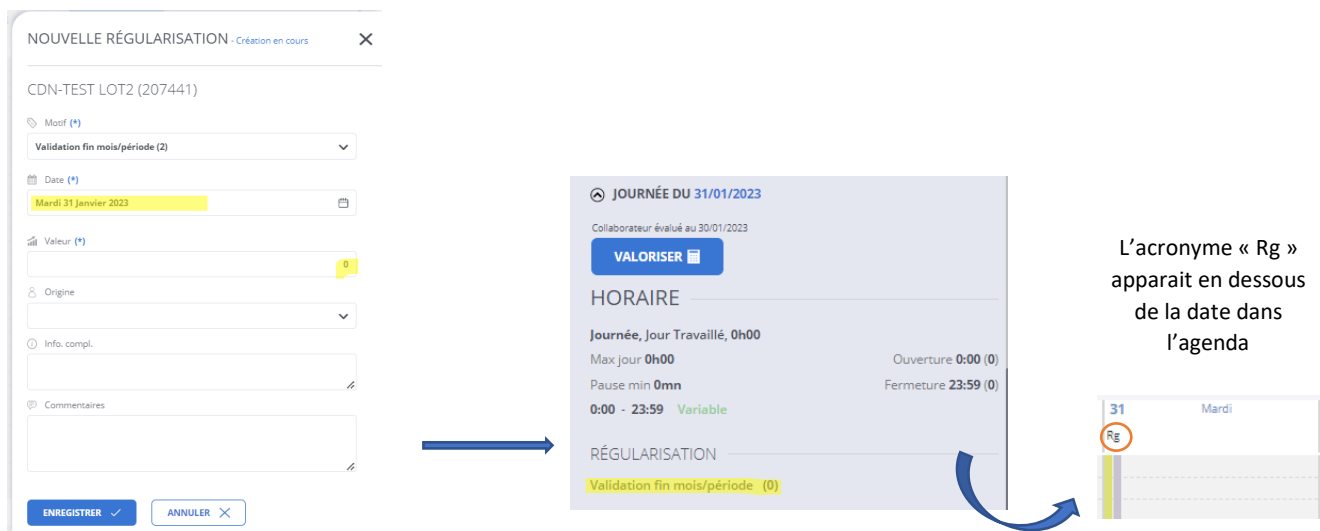 NOUVELLE RÉGULARISATION - Création en cours
CDN-TEST LOT2 (207441)
Motif (*)
Validation fin mois/période (2)
Date (*)
Mardi 31 Janvier 2023
Valeur (*)
0
Origine
Info. compl.
Commentaires
ENREGISTRER
ANNULER
JOURNÉE DU 31/01/2023
Collaborateur évalué au 30/01/2023
VALORISER
HORAIRE
Journée, Jour Travaillé, 0h00
Max jour 0h00 Ouverture 0:00 (0)
Pause min 0mn Fermeture 23:59 (0)
0:00 - 23:59 Variable
RÉGULARISATION
Validation fin mois/période (0)
L'acronyme « Rg »
apparait en dessous
de la date dans
l'agenda
31 Mardi
Rg